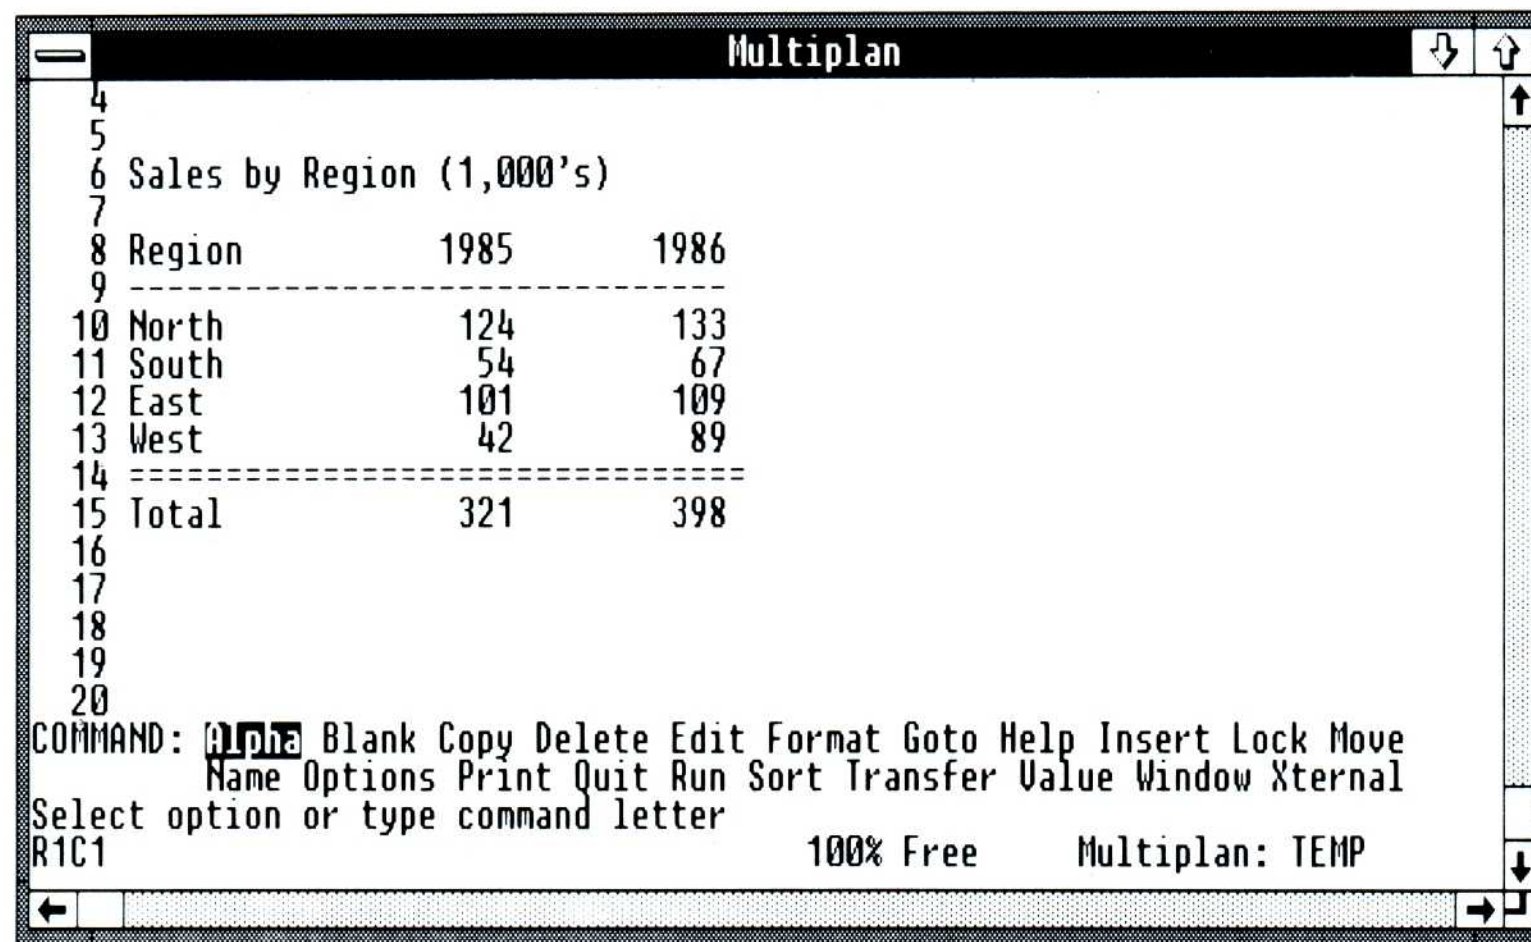 Multiplan
4
5
6 Sales by Region (1,000's)
7
8 Region 1985 1986
9 -------------------------------
10 North 124 133
11 South 54 67
12 East 101 109
13 West 42 89
14 ================================
15 Total 321 398
16
17
18
19
20
COMMAND: Alpha Blank Copy Delete Edit Format Goto Help Insert Lock Move
Name Options Print Quit Run Sort Transfer Value Window Xternal
Select option or type command letter
R1C1 100% Free Multiplan: TEMP